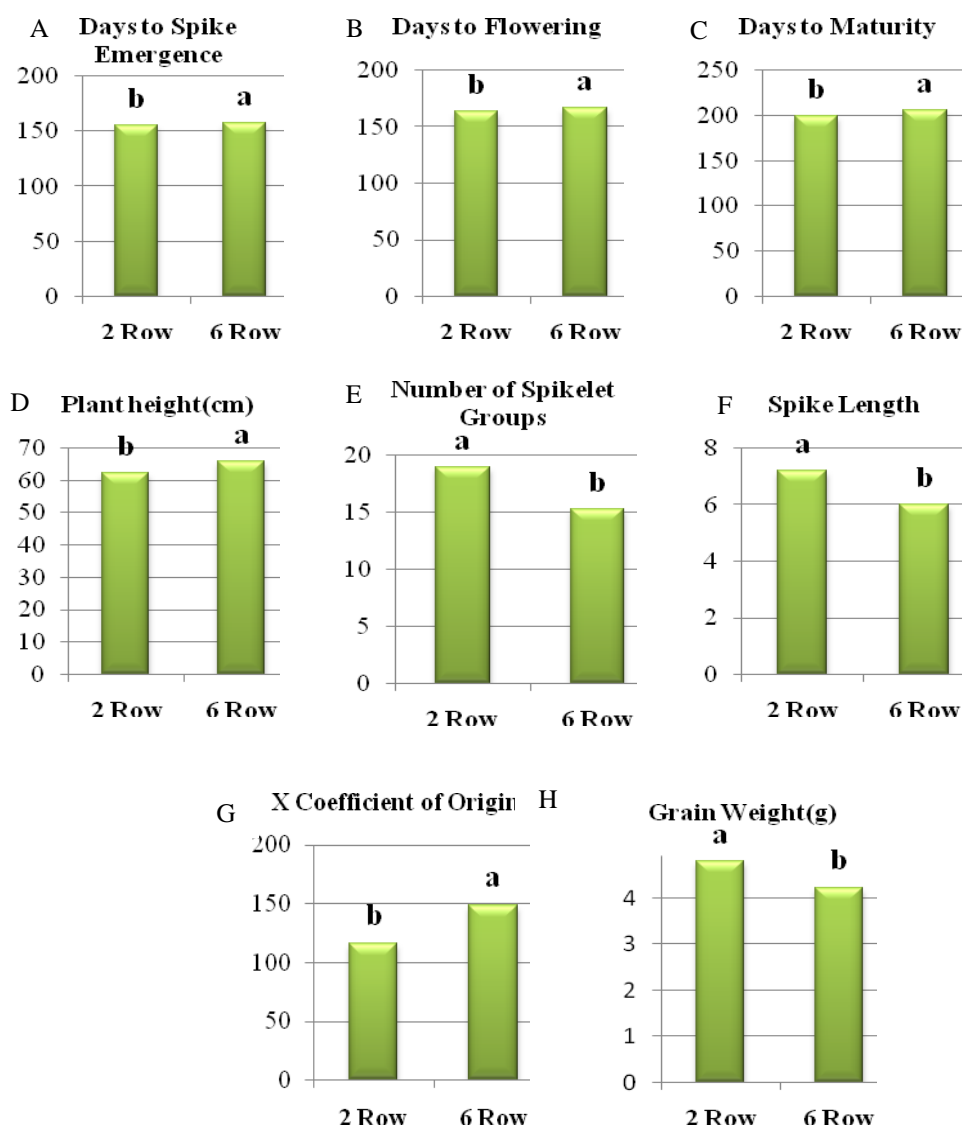 A
Days to Spike
Emergence
200
150
100
50
0
b
a
2 Row
6 Row
B
Days to Flowering
200
150
100
50
0
b
a
2 Row
6 Row
C
Days to Maturity
250
200
150
100
50
0
b
a
2 Row
6 Row
D
Plant height(cm)
70
60
50
40
30
20
10
0
b
a
2 Row
6 Row
E
Number of Spikelet
Groups
20
15
10
5
0
a
b
2 Row
6 Row
F
Spike Length
8
6
4
2
0
a
b
2 Row
6 Row
G
X Coefficient of Origin
200
150
100
50
0
b
a
2 Row
6 Row
H
Grain Weight(g)
4
3
2
1
0
a
b
2 Row
6 Row